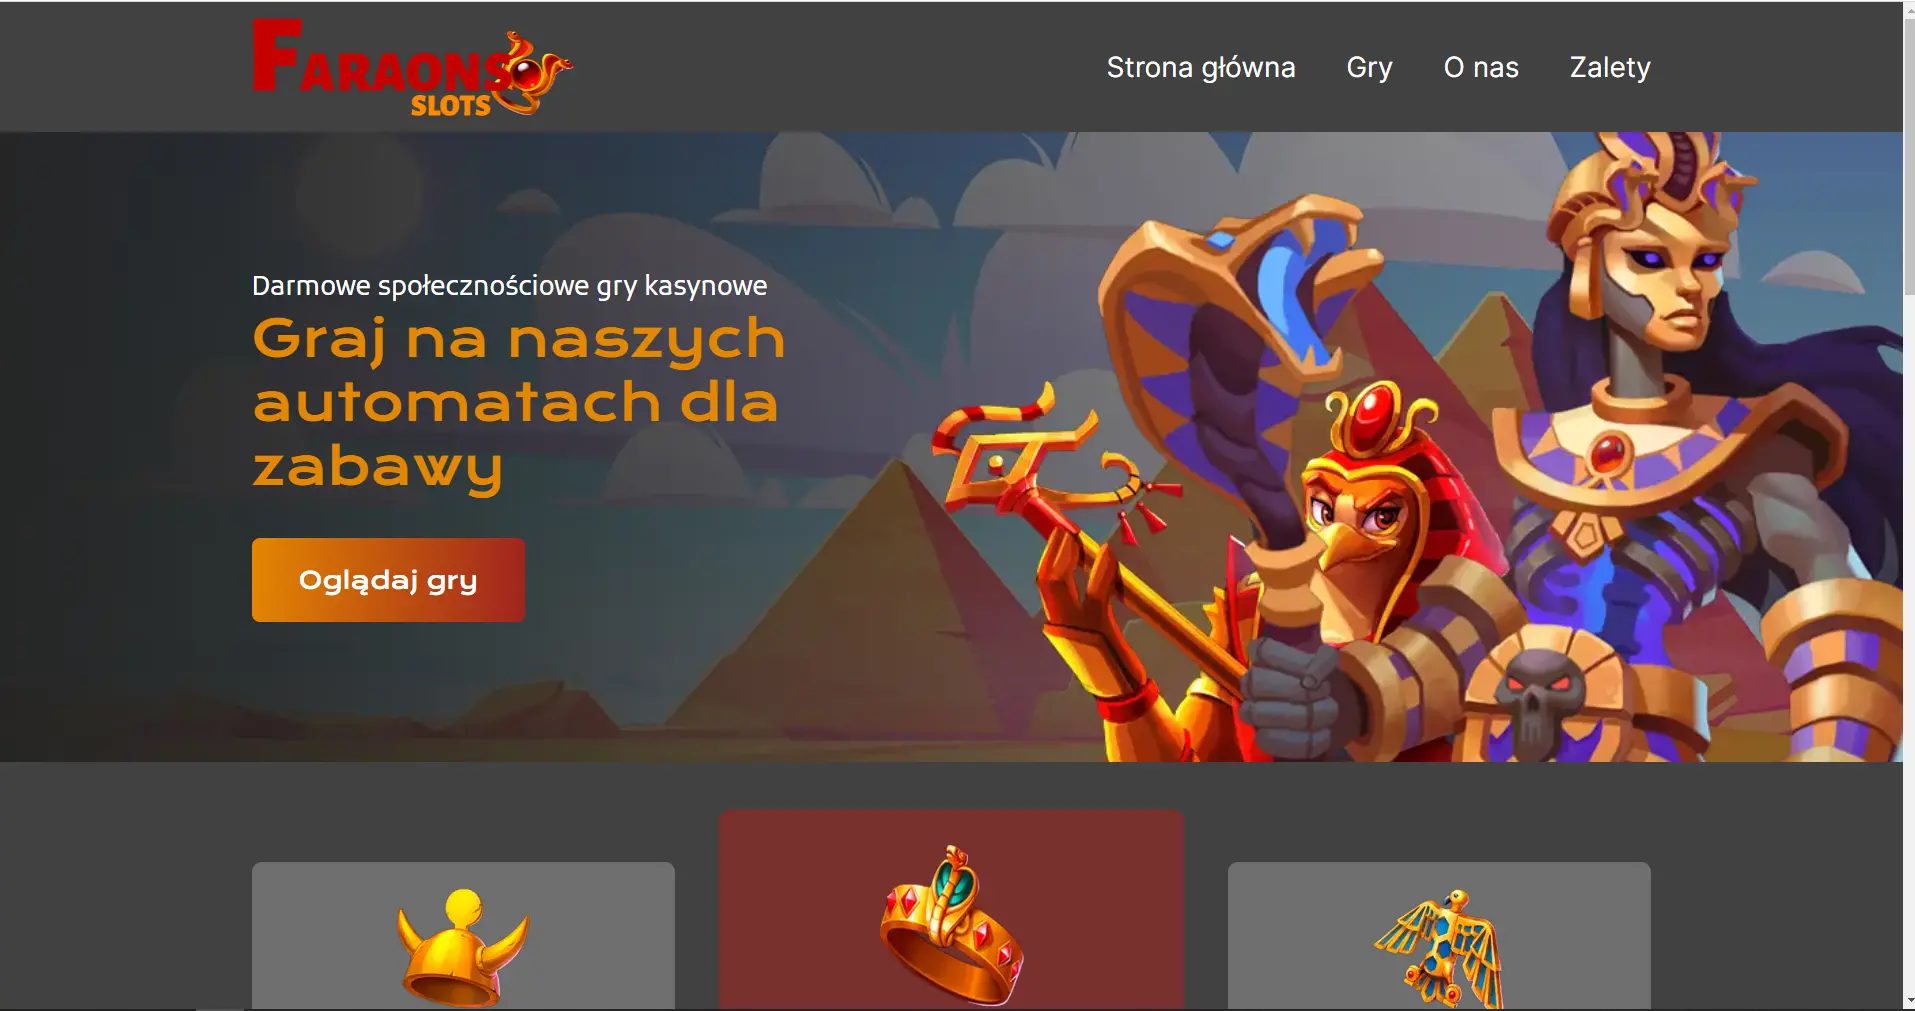 FARAONS
SLOTS
Strona główna
Gry
O nas
Zalety
Darmowe społecznościowe gry kasynowe
Graj na naszych
automatach dla
zabawy
Oglądaj gry